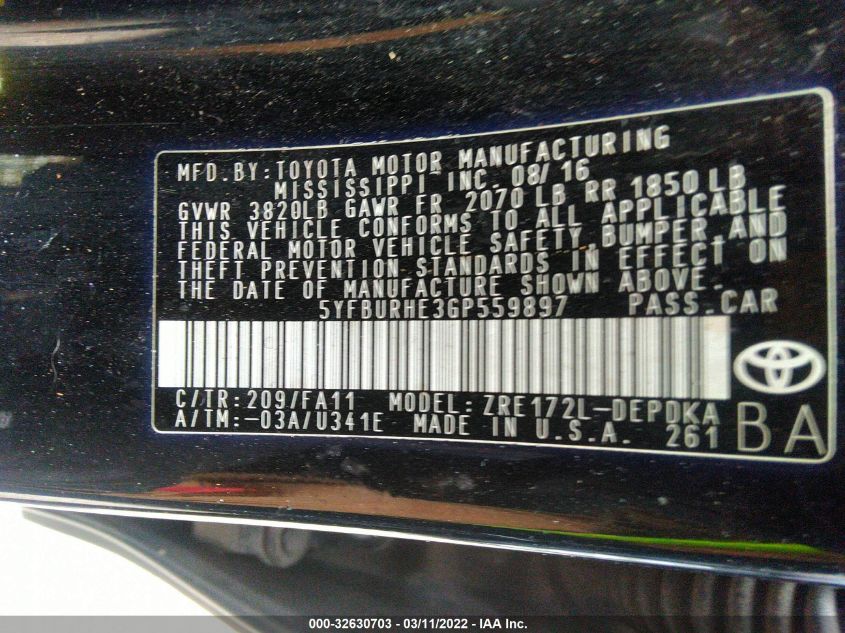 MFD.BY:TOYOTA MOTOR MANUFACTURING
MISSISSIPPI INC. 08/16
GVWR 3820LB GAWR FR 2070 LB RR 1850 LB
THIS VEHICLE CONFORMS TO ALL APPLICABLE
FEDERAL MOTOR VEHICLE SAFETY,BUMPER,AND
THEFT PREVENTION STANDARDS IN EFFECT ON
THE DATE OF MANUFACTURE SHOWN ABOVE.
5YFBURHE3GP559897 PASS.CAR
C/TR:209/FA11 MODEL:ZRE172L-DEPDKA
A/TM:-03A/U341E MADE IN U.S.A. 261
BA
000-32630703 - 03/11/2022 - IAA Inc.